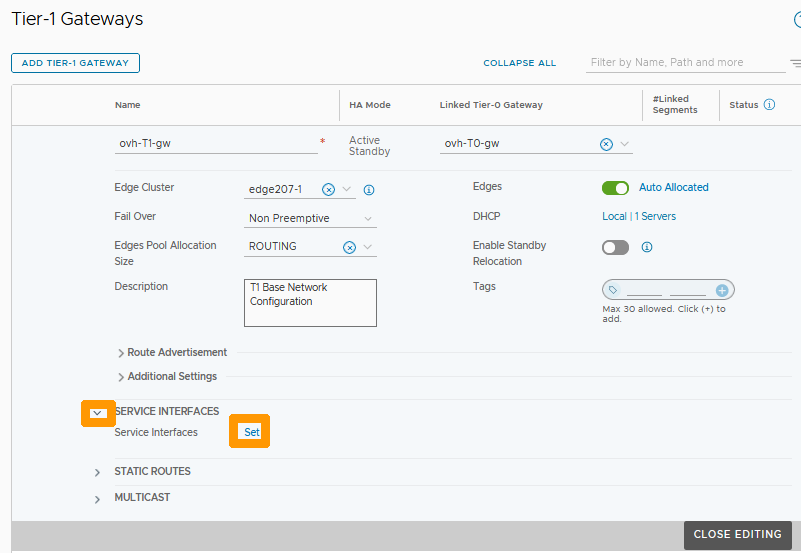 Tier-1 Gateways
ADD TIER-1 GATEWAY
COLLAPSE ALL
Filter by Name, Path and more
Name
HA Mode
Linked Tier-0 Gateway
#Linked
Segments
Status
ovh-T1-gw
*
Active
Standby
ovh-T0-gw
Edge Cluster
edge207-1
Edges
Auto Allocated
Fail Over
Non Preemptive
DHCP
Local | 1 Servers
Edges Pool Allocation
Size
ROUTING
Enable Standby
Relocation
Description
T1 Base Network
Configuration
Tags
Max 30 allowed. Click (+) to
add.
Route Advertisement
Additional Settings
SERVICE INTERFACES
Service Interfaces
Set
STATIC ROUTES
MULTICAST
CLOSE EDITING